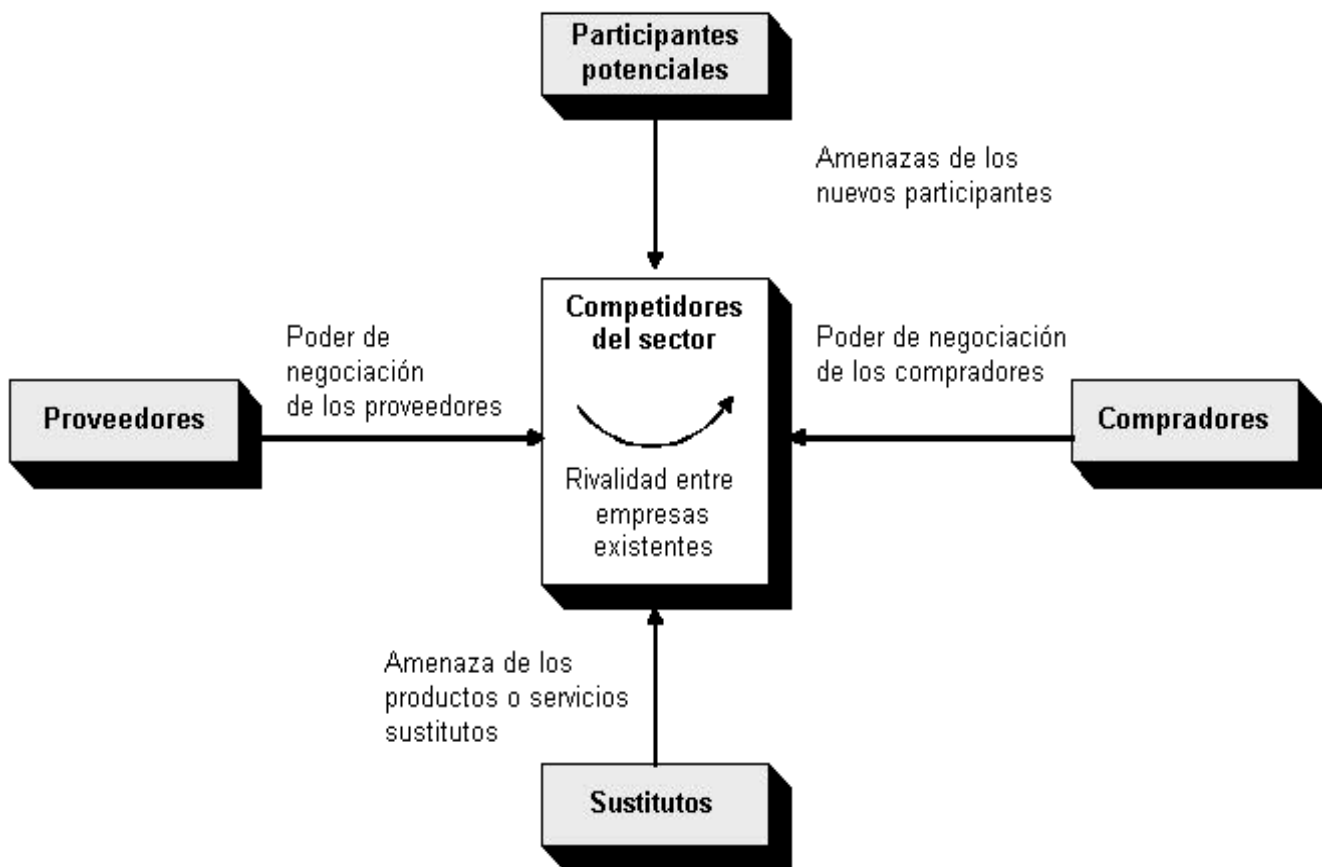 Participantes
potenciales
Amenazas de los
nuevos participantes
Competidores
del sector
Poder de
negociación
de los proveedores
Poder de negociación
de los compradores
Proveedores
Compradores
Rivalidad entre
empresas
existentes
Amenaza de los
productos o servicios
sustitutos
Sustitutos